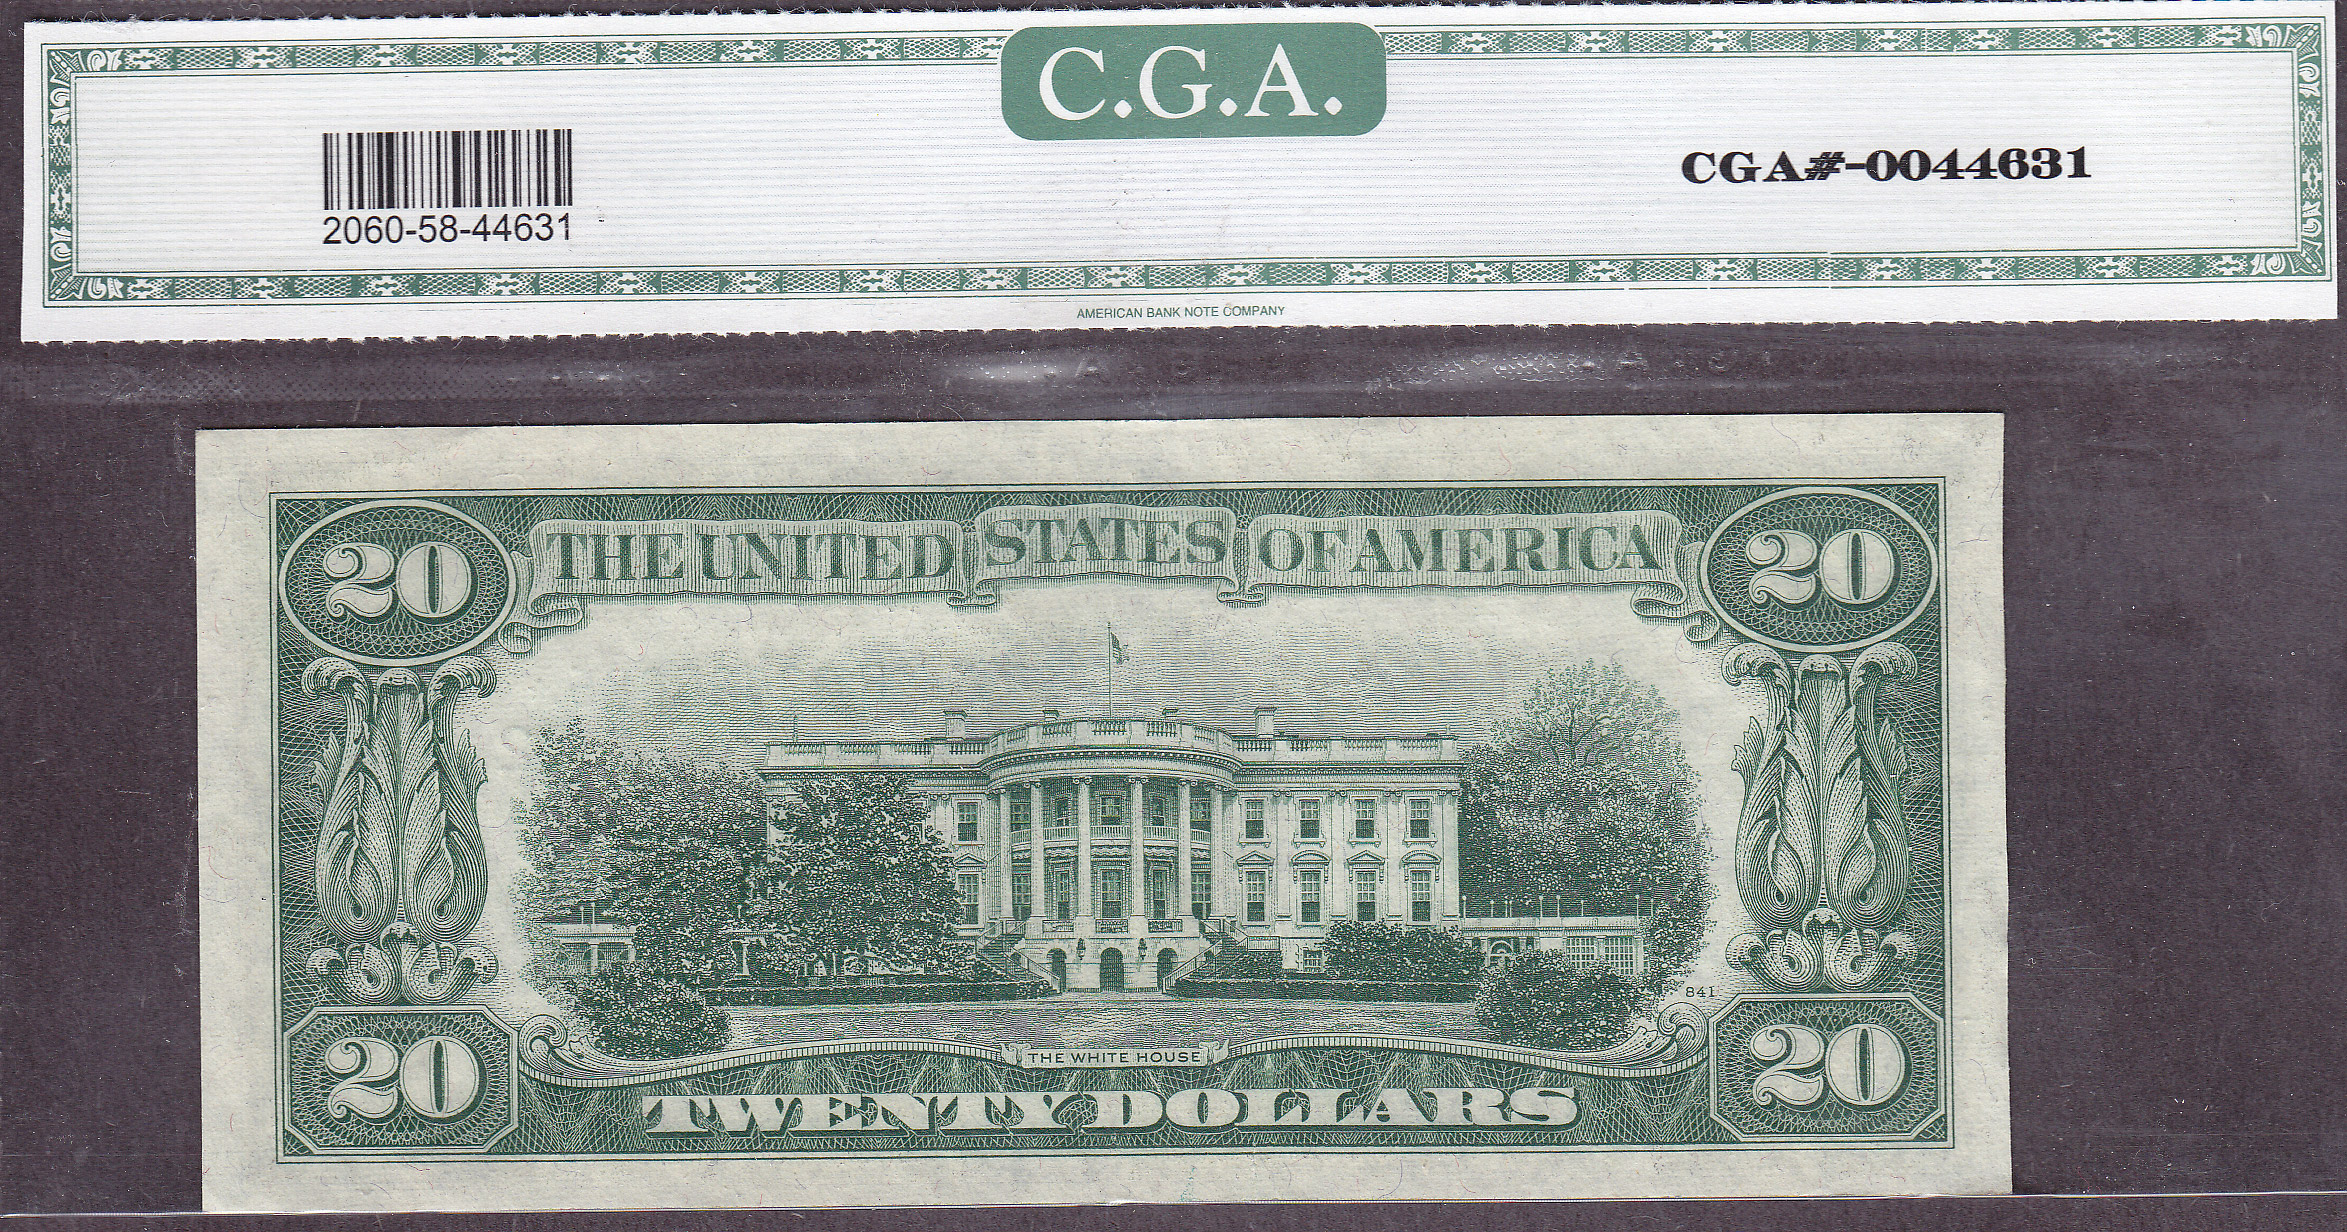 C.G.A.
CGA#-0044631
2060-58-44631
AMERICAN BANK NOTE COMPANY
20 THE UNITED STATES OF AMERICA 20
841
20 THE WHITE HOUSE 20
TWENTY DOLLARS